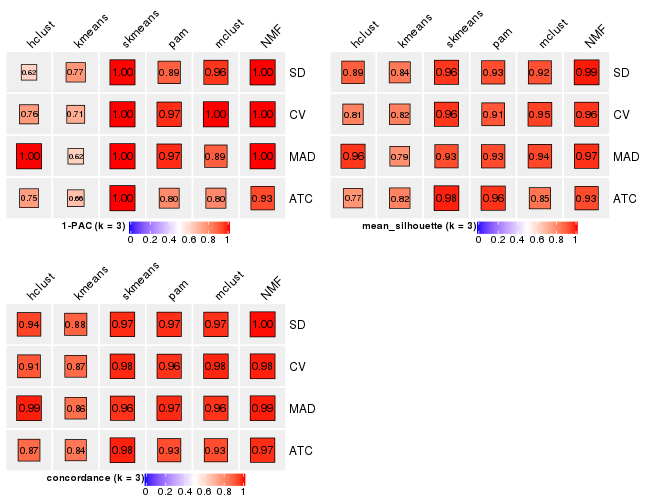 hclust kmeans skmeans pam mclust NMF
0.62 0.77 1.00 0.89 0.96 1.00 SD
0.76 0.71 1.00 0.97 1.00 1.00 CV
1.00 0.62 1.00 0.97 0.89 1.00 MAD
0.75 0.66 1.00 0.80 0.80 0.93 ATC
1-PAC (k = 3)
0 0.2 0.4 0.6 0.8 1
hclust kmeans skmeans pam mclust NMF
0.89 0.84 0.96 0.93 0.92 0.99 SD
0.81 0.82 0.96 0.91 0.95 0.96 CV
0.96 0.79 0.93 0.93 0.94 0.97 MAD
0.77 0.82 0.98 0.96 0.85 0.93 ATC
mean_silhouette (k = 3)
0 0.2 0.4 0.6 0.8 1
hclust kmeans skmeans pam mclust NMF
0.94 0.88 0.97 0.97 0.97 1.00 SD
0.91 0.87 0.98 0.96 0.98 0.98 CV
0.99 0.86 0.96 0.97 0.96 0.99 MAD
0.87 0.84 0.98 0.93 0.93 0.97 ATC
concordance (k = 3)
0 0.2 0.4 0.6 0.8 1